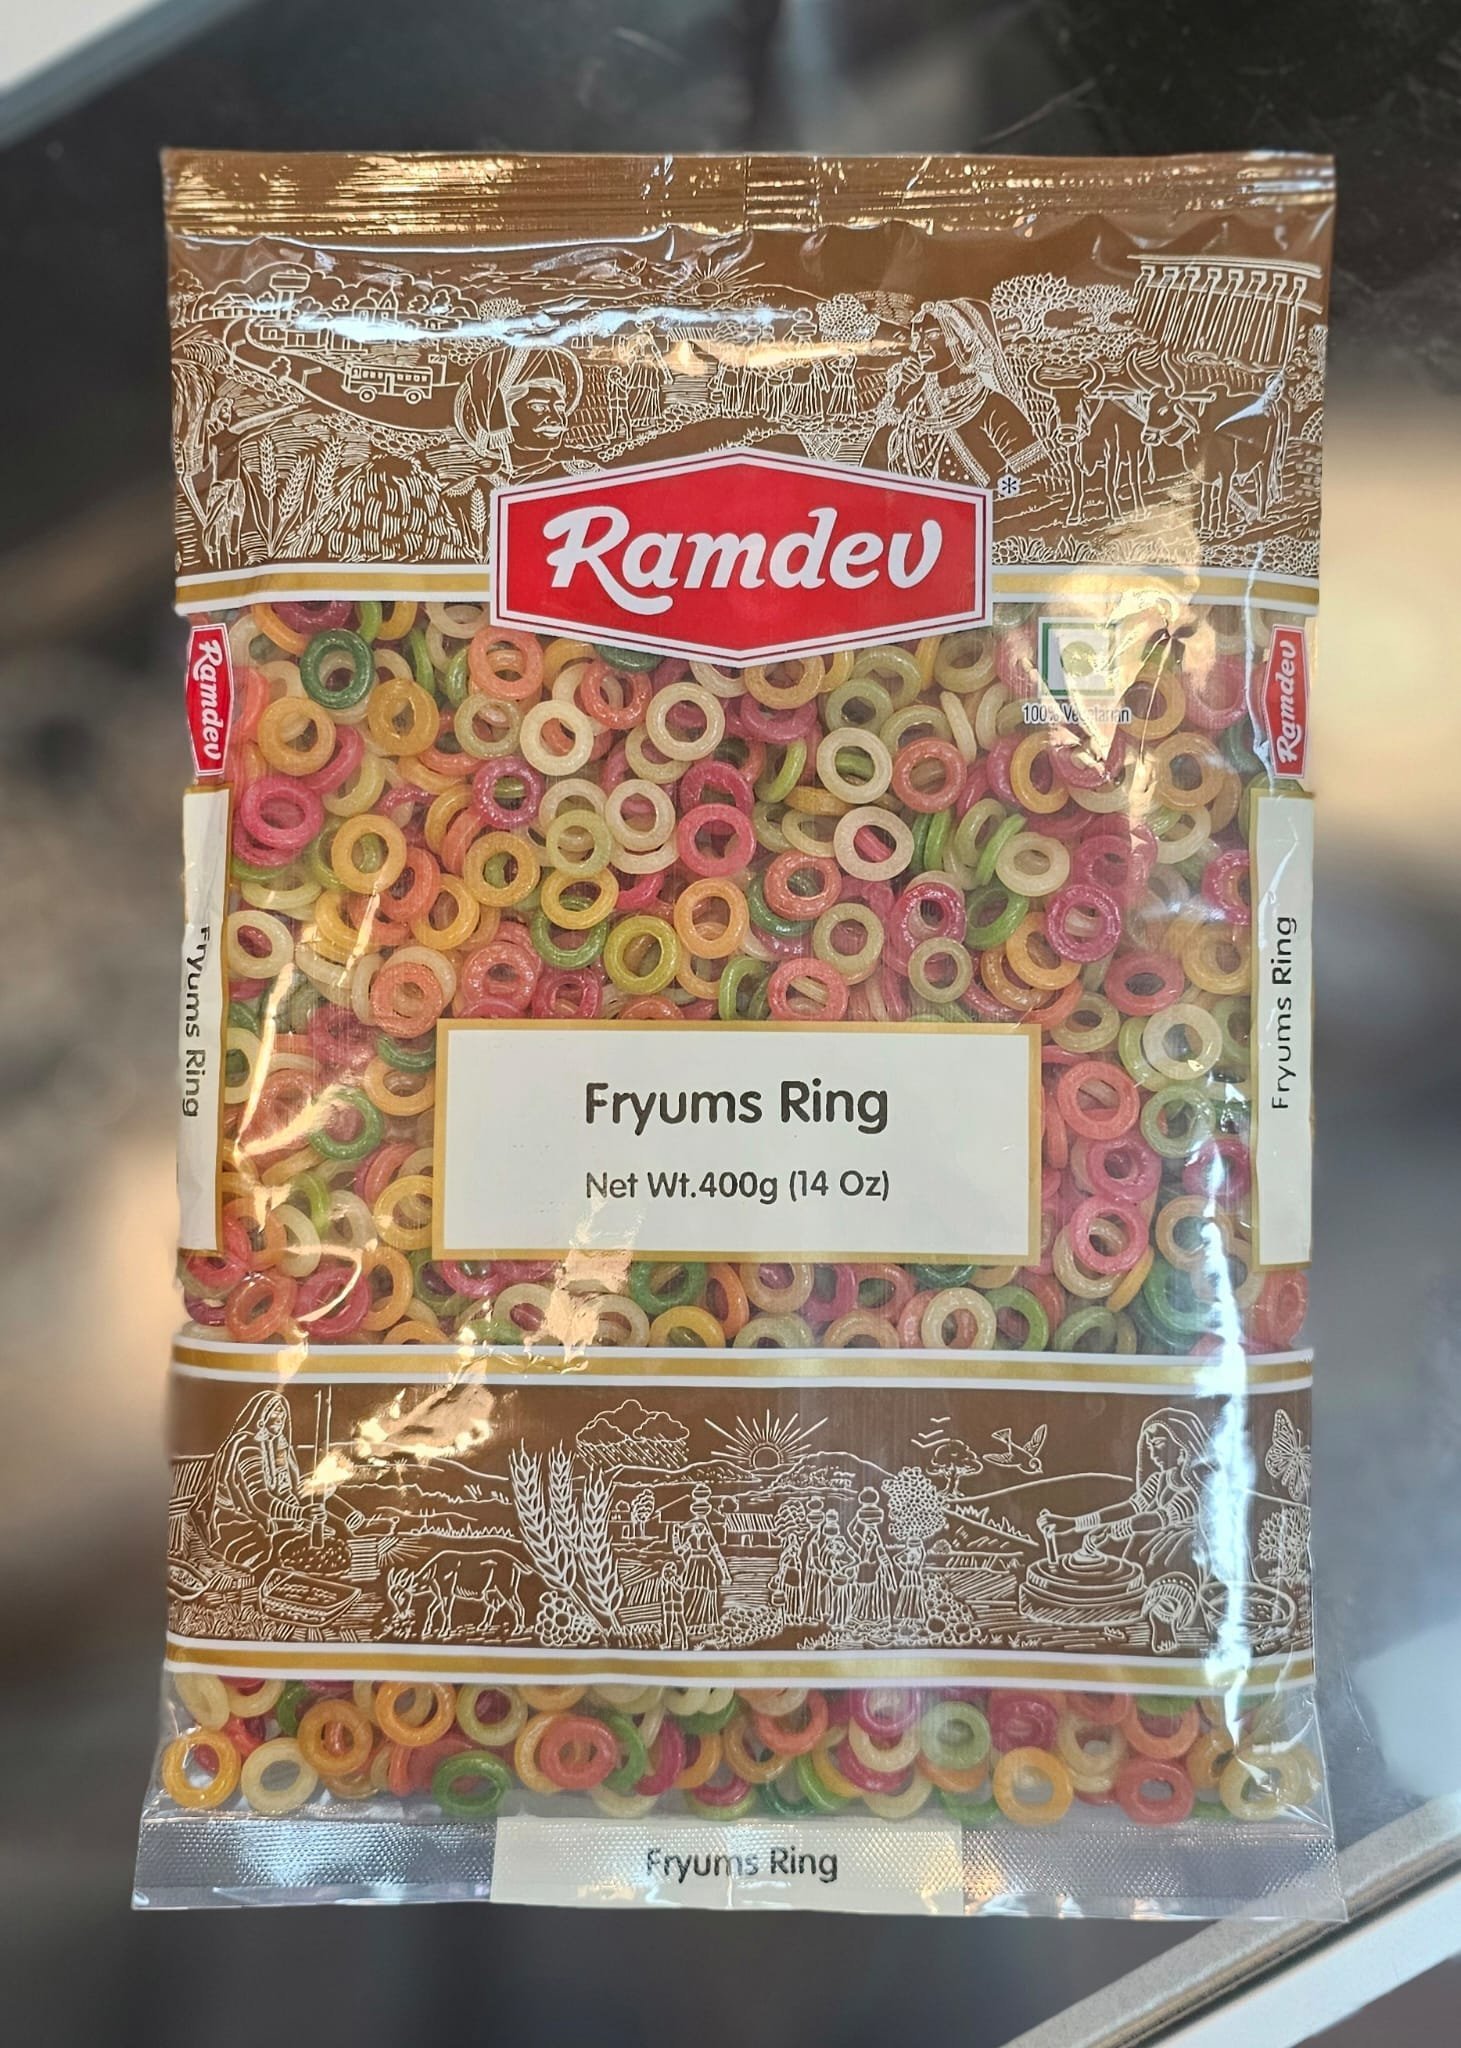 Ramdev
Ramdev
Ramdev
100% Vegetarian
Fryums Ring
Fryums Ring
Fryums Ring
Net Wt.400g (14 Oz)
Fryums Ring